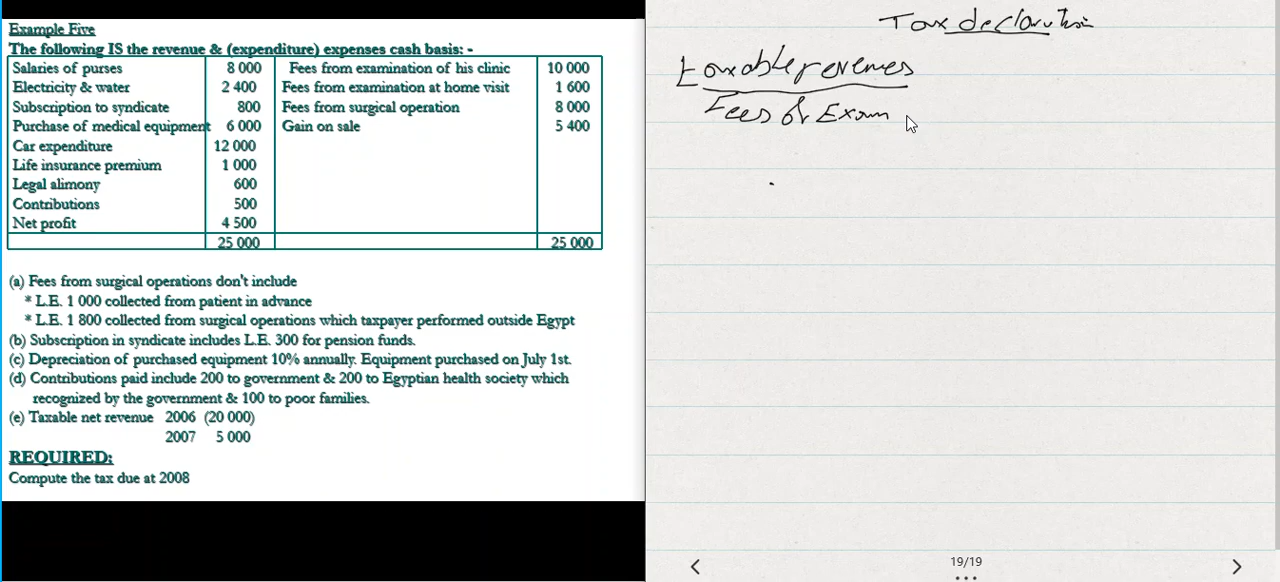 Example Five
The following IS the revenue & (expenditure) expenses cash basis: -
Salaries of purses 8 000 Fees from examination of his clinic 10 000
Electricity & water 2 400 Fees from examination at home visit 1 600
Subscription to syndicate 800 Fees from surgical operation 8 000
Purchase of medical equipment 6 000 Gain on sale 5 400
Car expenditure 12 000
Life insurance premium 1 000
Legal alimony 600
Contributions 500
Net profit 4 500
25 000 25 000
(a) Fees from surgical operations don't include
* L.E. 1 000 collected from patient in advance
* L.E. 1 800 collected from surgical operations which taxpayer performed outside Egypt
(b) Subscription in syndicate includes L.E. 300 for pension funds.
(c) Depreciation of purchased equipment 10% annually. Equipment purchased on July 1st.
(d) Contributions paid include 200 to government & 200 to Egyptian health society which
recognized by the government & 100 to poor families.
(e) Taxable net revenue 2006 (20 000)
2007 5 000
REQUIRED:
Compute the tax due at 2008
Tax declaration
taxable revenues
Fees of Exam
19/19